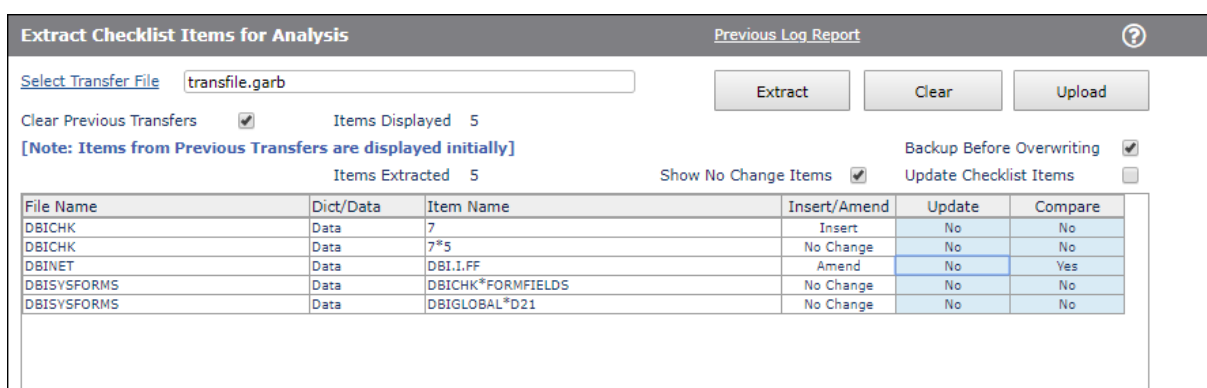 Extract Checklist Items for Analysis Previous Log Report ?
Select Transfer File transfile.garb Extract Clear Upload
Clear Previous Transfers Items Displayed 5
[Note: Items from Previous Transfers are displayed initially] Backup Before Overwriting
Items Extracted 5 Show No Change Items Update Checklist Items
File Name Dict/Data Item Name Insert/Amend Update Compare
DBICHK Data 7 Insert No No
DBICHK Data 7*5 No Change No No
DBINET Data DBI.I.FF Amend No Yes
DBISYSFORMS Data DBICHK*FORMFIELDS No Change No No
DBISYSFORMS Data DBIGLOBAL*D21 No Change No No